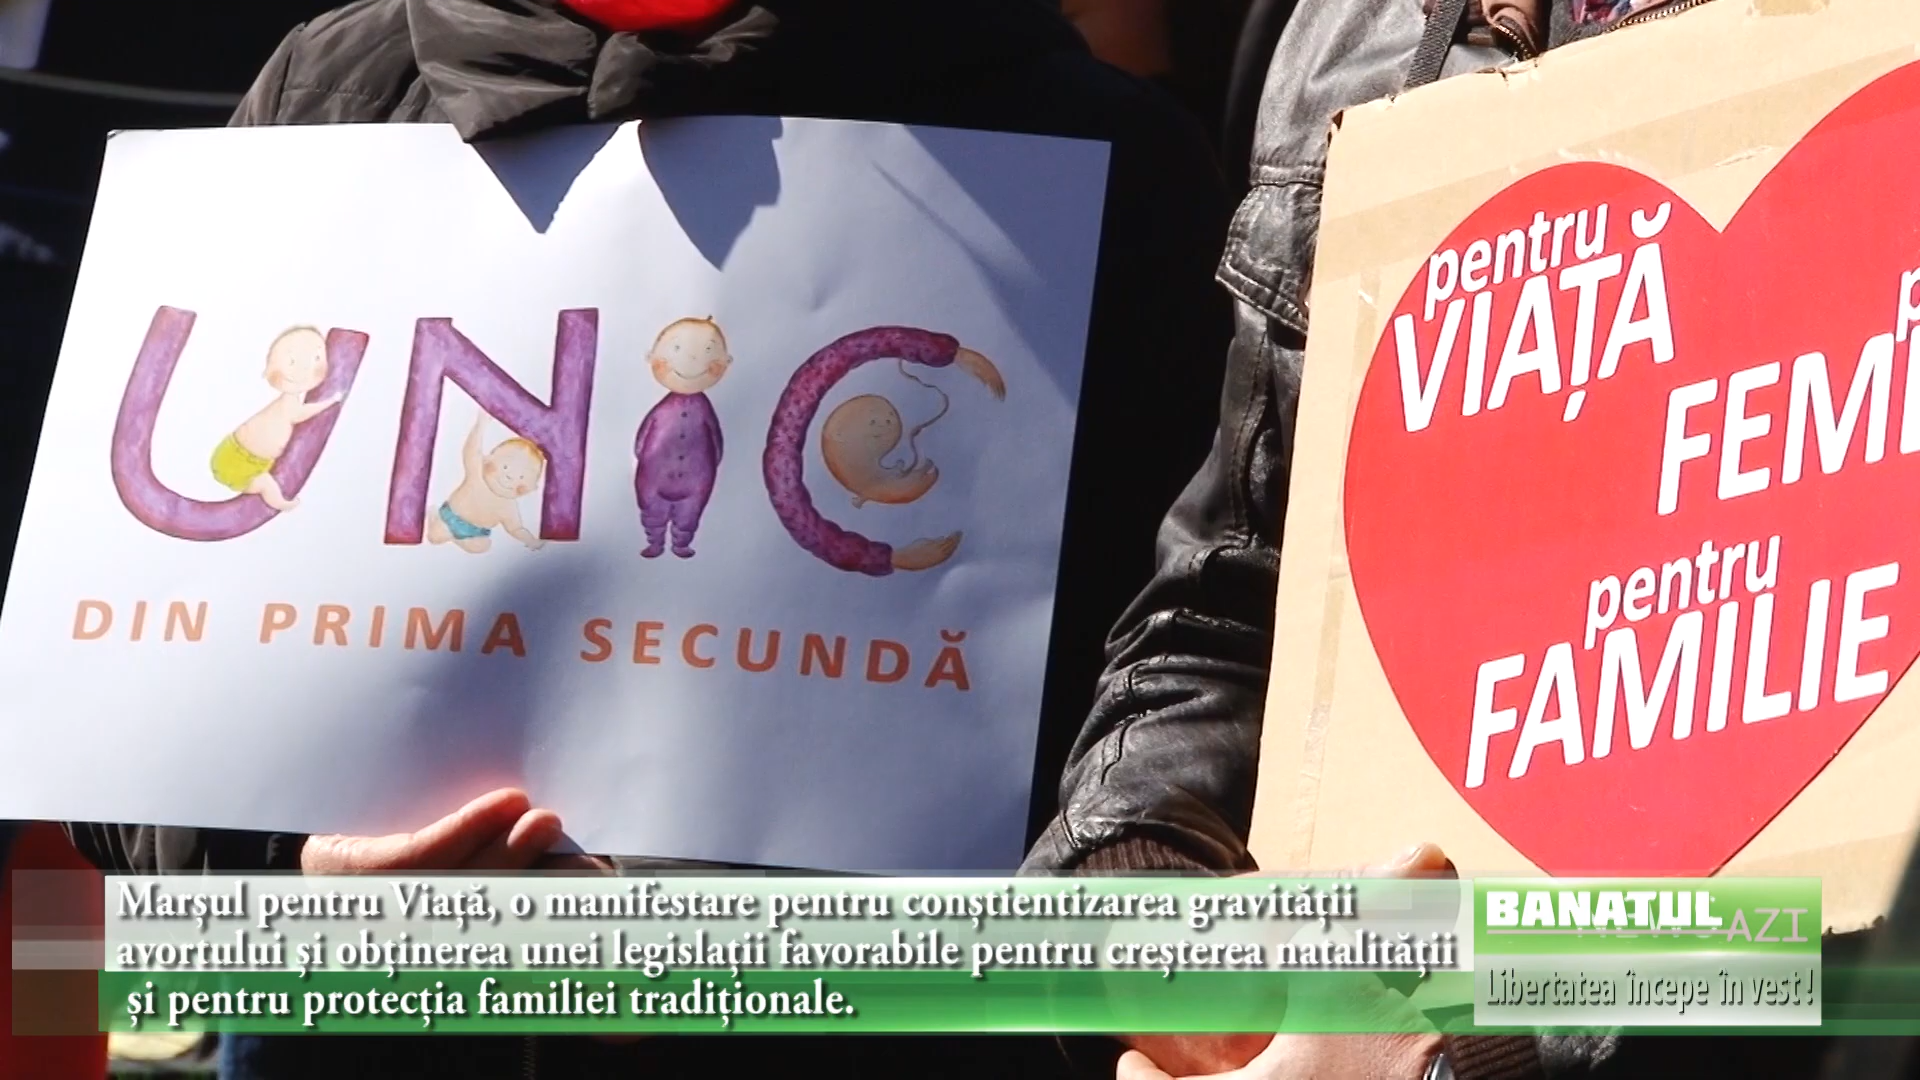 UNIC
DIN PRIMA SECUNDĂ
pentru
VIAȚĂ
pentru
FAMILIE
Marșul pentru Viață, o manifestare pentru conștientizarea gravității
avortului și obținerea unei legislații favorabile pentru creșterea natalității
și pentru protecția familiei tradiționale.
BANATUL
NEWS
AZI
Libertatea începe în vest!